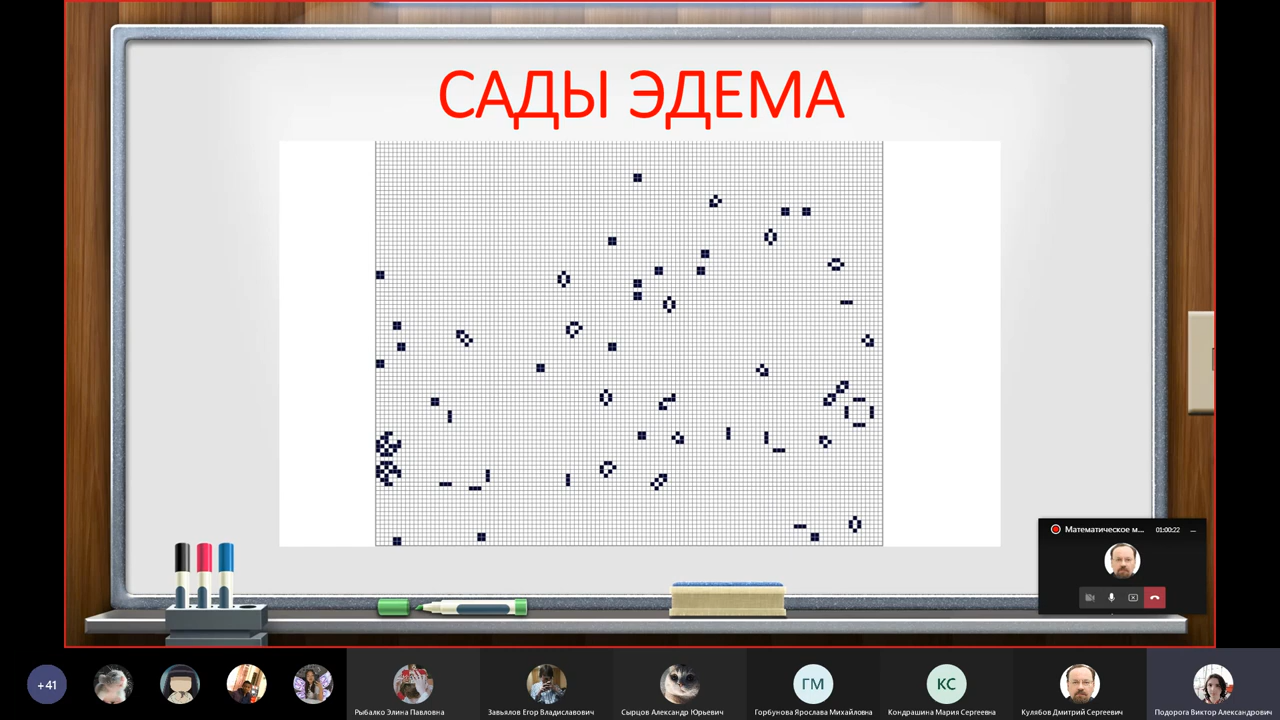 САДЫ ЭДЕМА
Математическое м...
01:00:22
+41
Рыбалко Элина Павловна
Завьялов Егор Владиславович
Сырцов Александр Юрьевич
ГМ
Горбунова Ярослава Михайловна
КС
Кондрашина Мария Сергеевна
Кулябов Дмитрий Сергеевич
Подорога Виктор Александрович